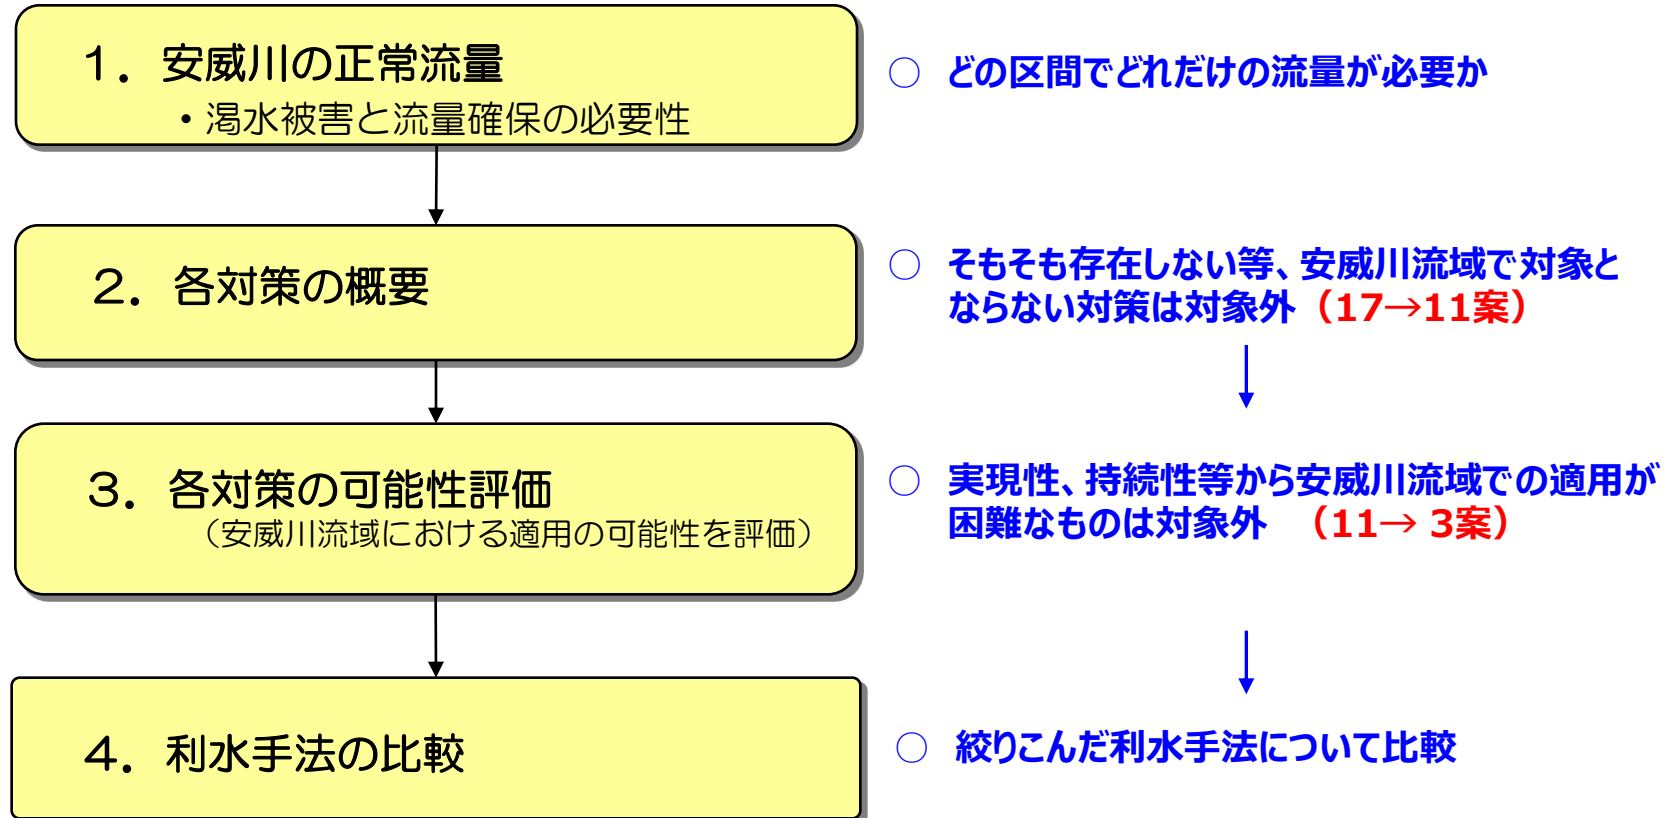 １．安威川の正常流量
・渇水被害と流量確保の必要性
○ どの区間でどれだけの流量が必要か
２．各対策の概要
○ そもそも存在しない等、安威川流域で対象と
ならない対策は対象外（17→11案）
３．各対策の可能性評価
（安威川流域における適用の可能性を評価）
○ 実現性、持続性等から安威川流域での適用が
困難なものは対象外 （11→ 3案）
４．利水手法の比較
○ 絞りこんだ利水手法について比較